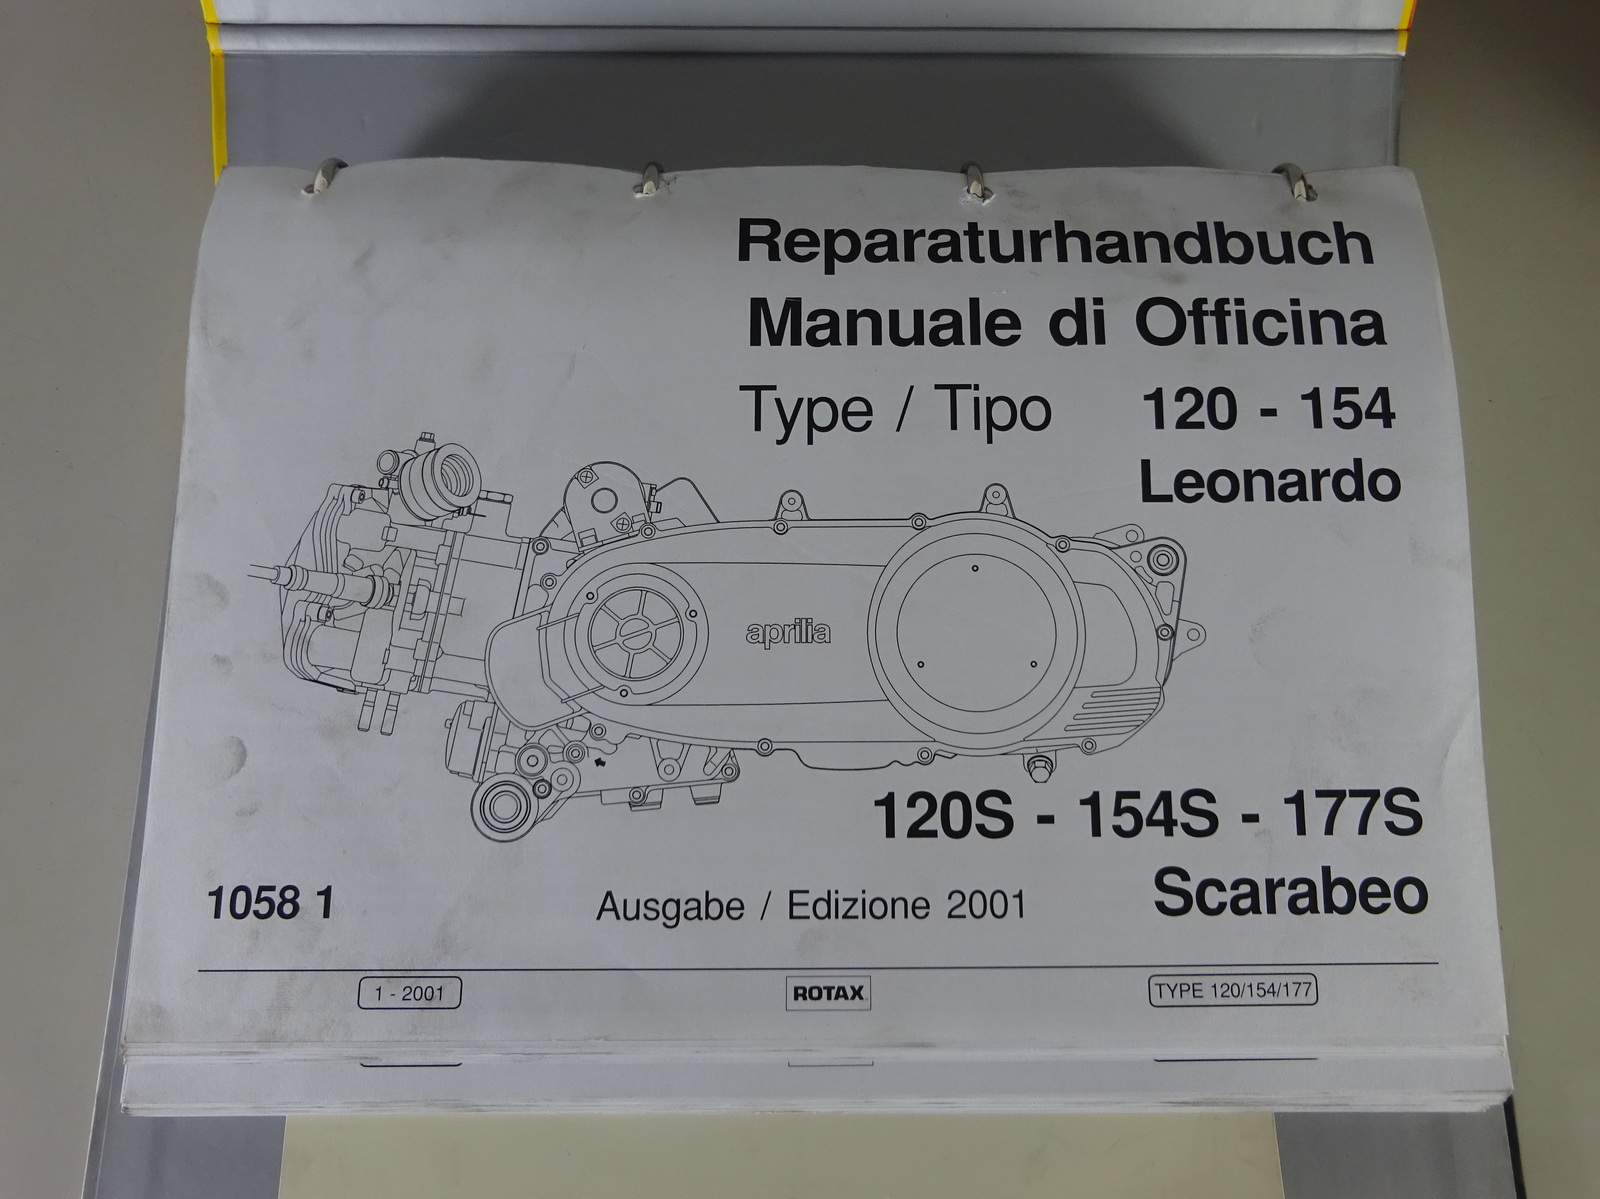 Reparaturhandbuch
Manuale di Officina
Type / Tipo 120 - 154
Leonardo
aprilia
120S - 154S - 177S
Scarabeo
1058 1
Ausgabe / Edizione 2001
1 - 2001
ROTAX
TYPE 120/154/177